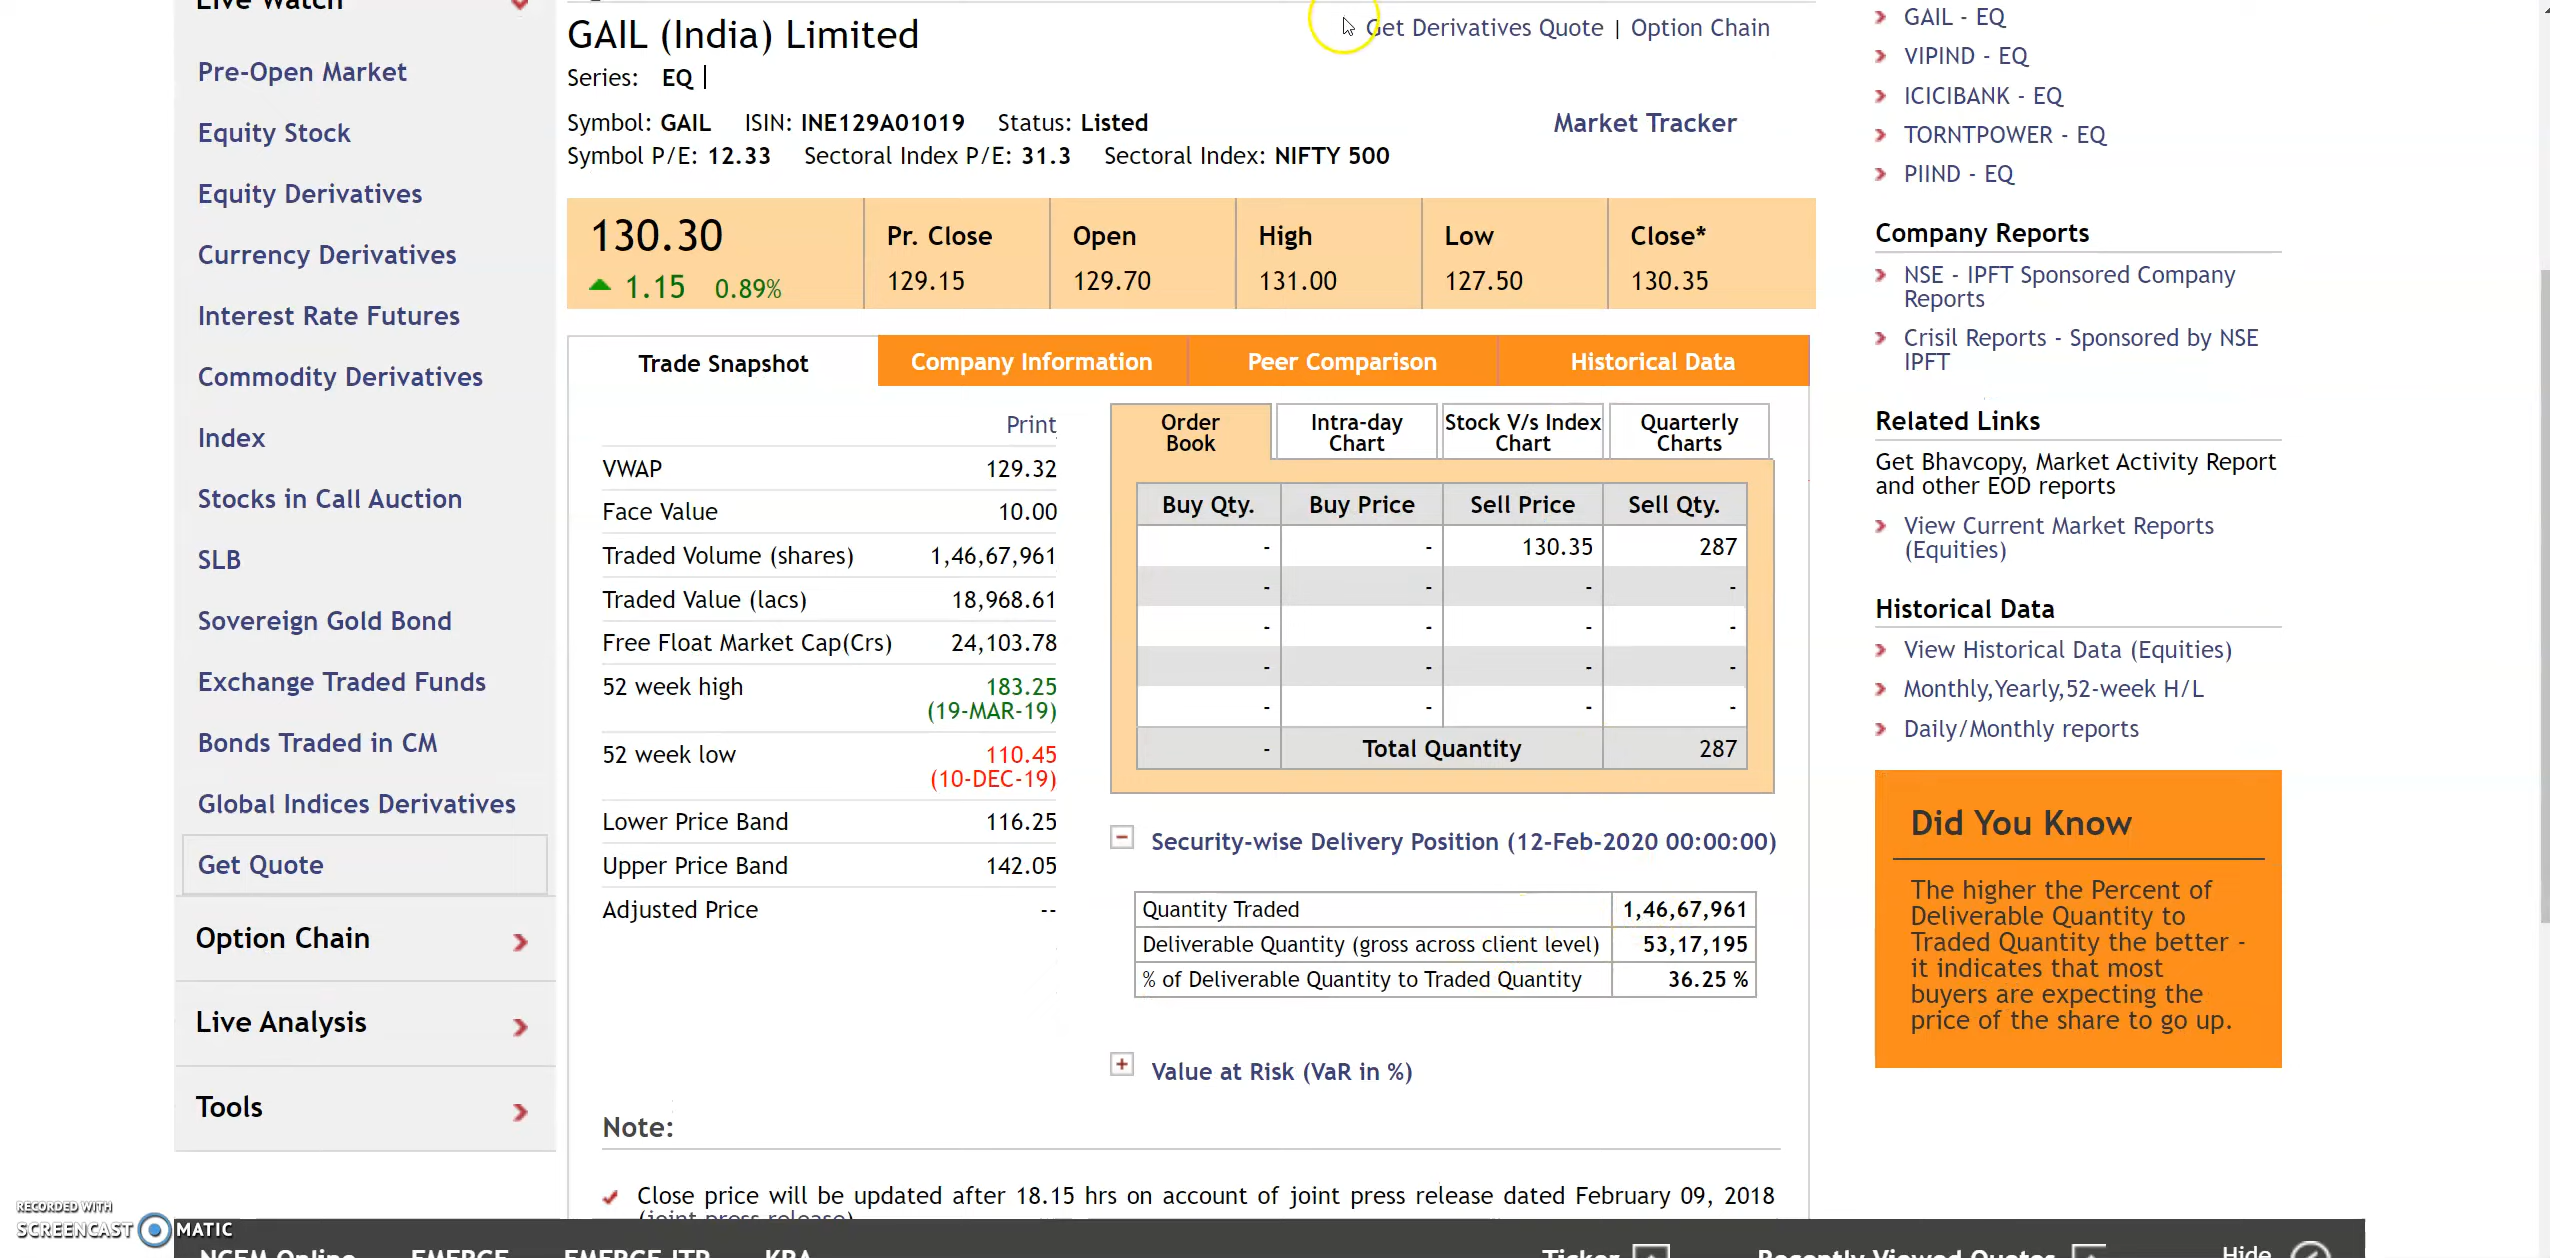 Live Watch
Pre-Open Market
Equity Stock
Equity Derivatives
Currency Derivatives
Interest Rate Futures
Commodity Derivatives
Index
Stocks in Call Auction
SLB
Sovereign Gold Bond
Exchange Traded Funds
Bonds Traded in CM
Global Indices Derivatives
Get Quote
Option Chain
Live Analysis
Tools
GAIL (India) Limited
Get Derivatives Quote | Option Chain
Series: EQ |
Symbol: GAIL ISIN: INE129A01019 Status: Listed
Market Tracker
Symbol P/E: 12.33 Sectoral Index P/E: 31.3 Sectoral Index: NIFTY 500
130.30 Pr. Close Open High Low Close*
1.15 0.89% 129.15 129.70 131.00 127.50 130.35
Trade Snapshot Company Information Peer Comparison Historical Data
Print
VWAP 129.32
Face Value 10.00
Traded Volume (shares) 1,46,67,961
Traded Value (lacs) 18,968.61
Free Float Market Cap(Crs) 24,103.78
52 week high 183.25
(19-MAR-19)
52 week low 110.45
(10-DEC-19)
Lower Price Band 116.25
Upper Price Band 142.05
Adjusted Price --
Order Intra-day Stock V/s Index Quarterly
Book Chart Chart Charts
Buy Qty. Buy Price Sell Price Sell Qty.
- - 130.35 287
- - - -
- - - -
- - - -
- - - -
- Total Quantity 287
Security-wise Delivery Position (12-Feb-2020 00:00:00)
Quantity Traded 1,46,67,961
Deliverable Quantity (gross across client level) 53,17,195
% of Deliverable Quantity to Traded Quantity 36.25 %
Value at Risk (VaR in %)
Note:
Close price will be updated after 18.15 hrs on account of joint press release dated February 09, 2018
(joint press release)
GAIL - EQ
VIPIND - EQ
ICICIBANK - EQ
TORNTPOWER - EQ
PIIND - EQ
Company Reports
NSE - IPFT Sponsored Company
Reports
Crisil Reports - Sponsored by NSE
IPFT
Related Links
Get Bhavcopy, Market Activity Report
and other EOD reports
View Current Market Reports
(Equities)
Historical Data
View Historical Data (Equities)
Monthly,Yearly,52-week H/L
Daily/Monthly reports
Did You Know
The higher the Percent of
Deliverable Quantity to
Traded Quantity the better -
it indicates that most
buyers are expecting the
price of the share to go up.
RECORDED WITH
SCREENCAST MATIC
NCFM Online EMERGE EMERGE ITP KRA Ticker Recently Viewed Quotes Hide